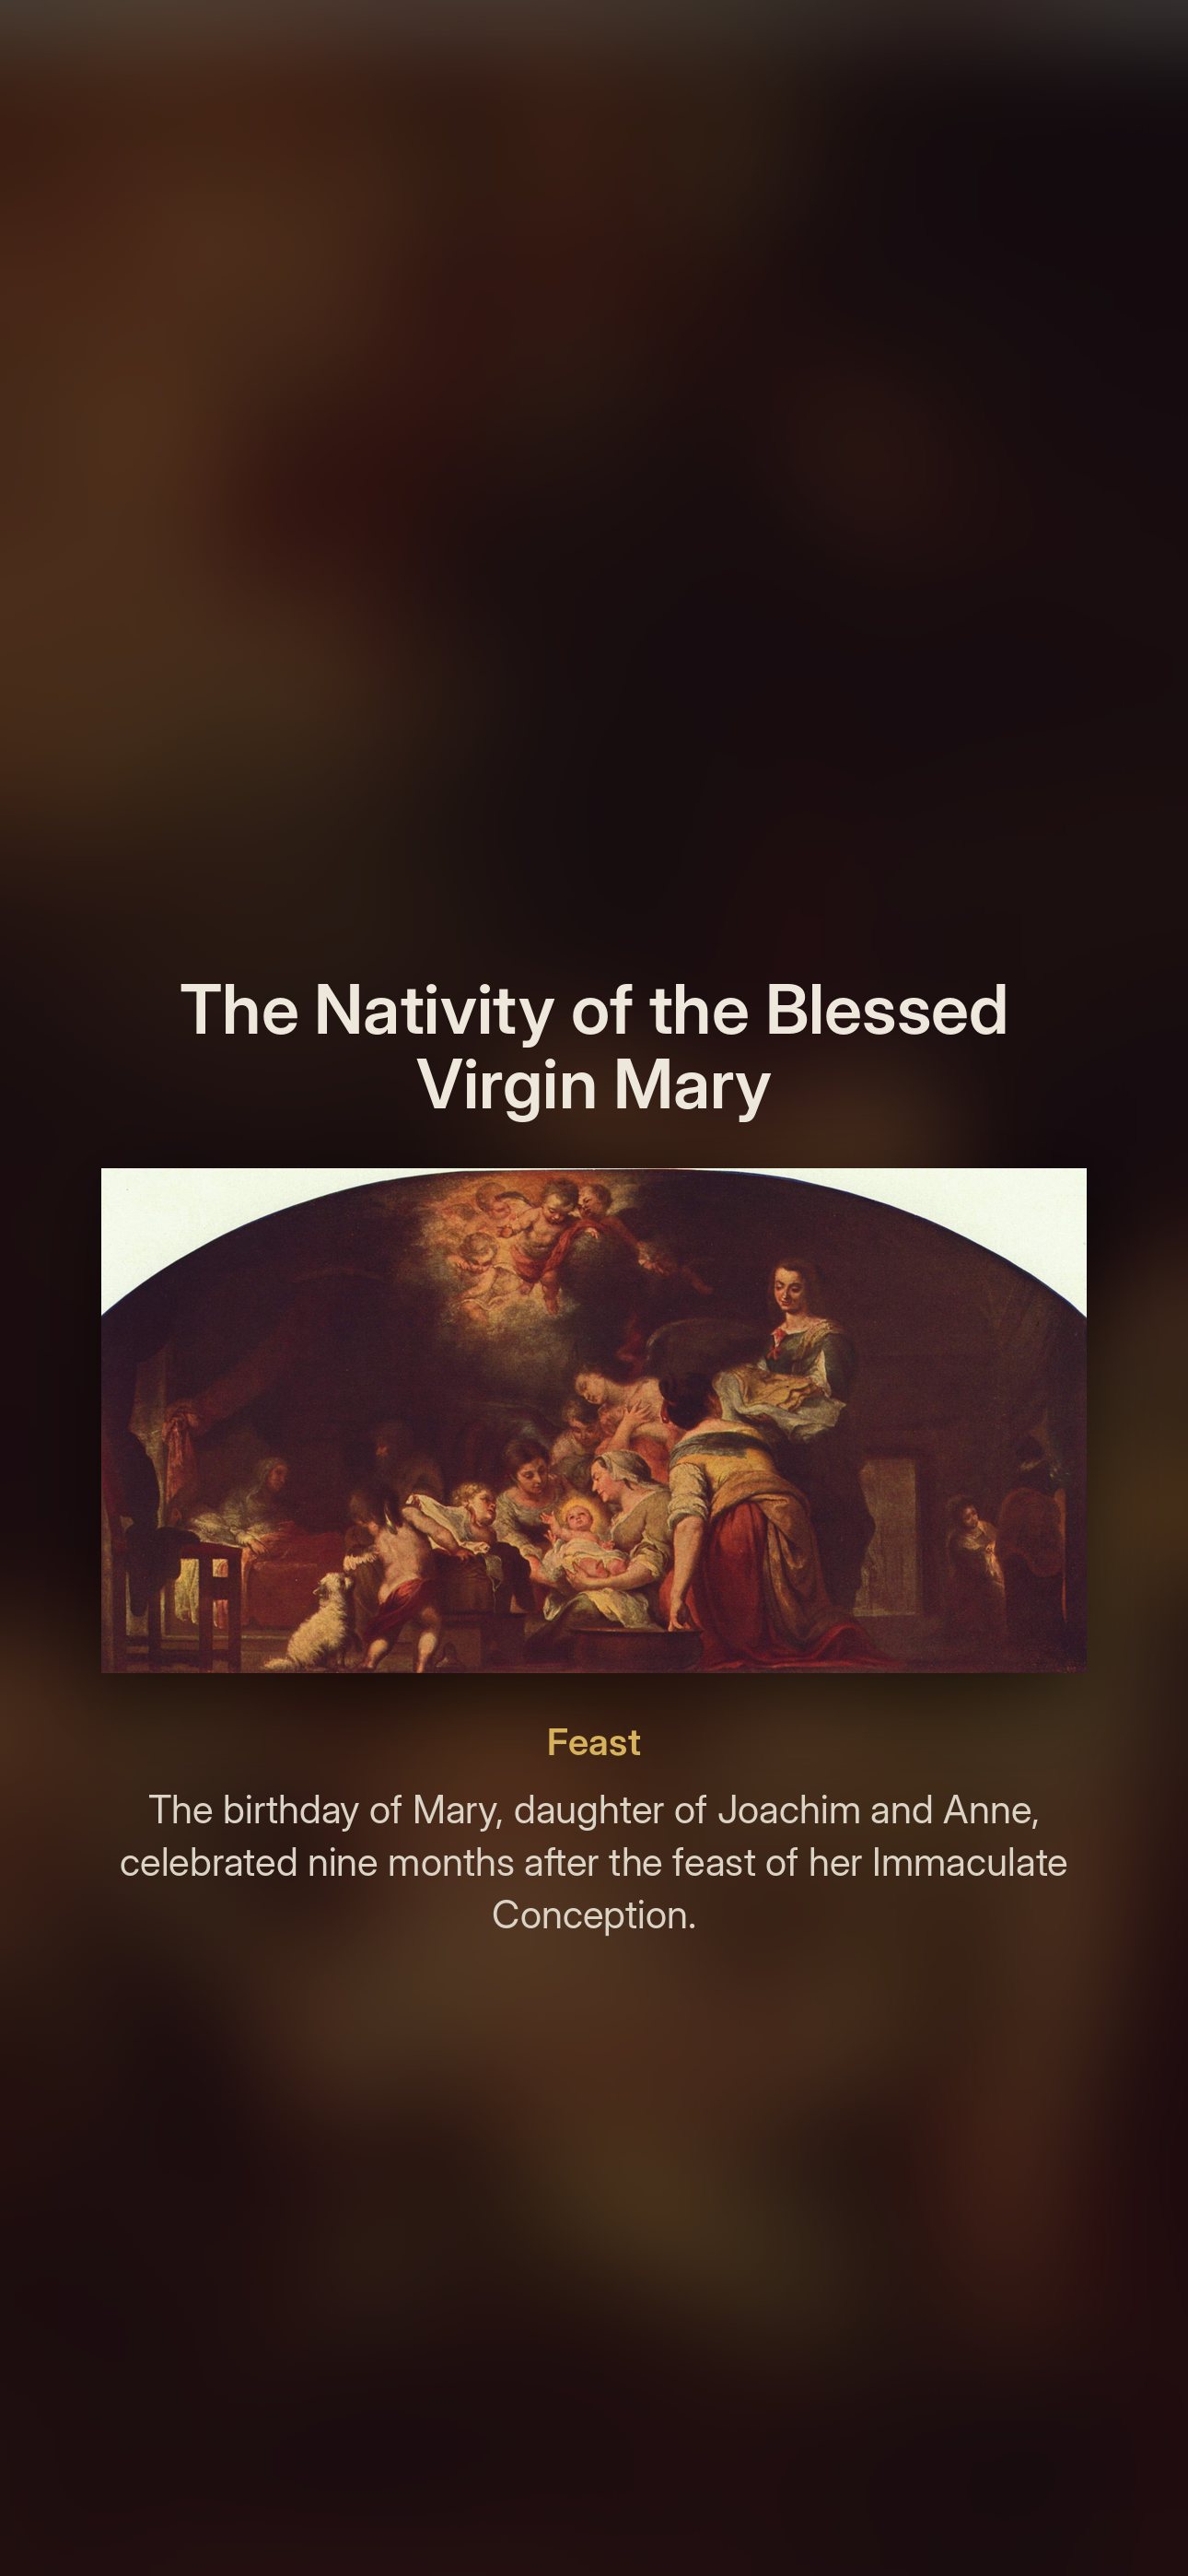 The Nativity of the Blessed
Virgin Mary
Feast
The birthday of Mary, daughter of Joachim and Anne,
celebrated nine months after the feast of her Immaculate
Conception.